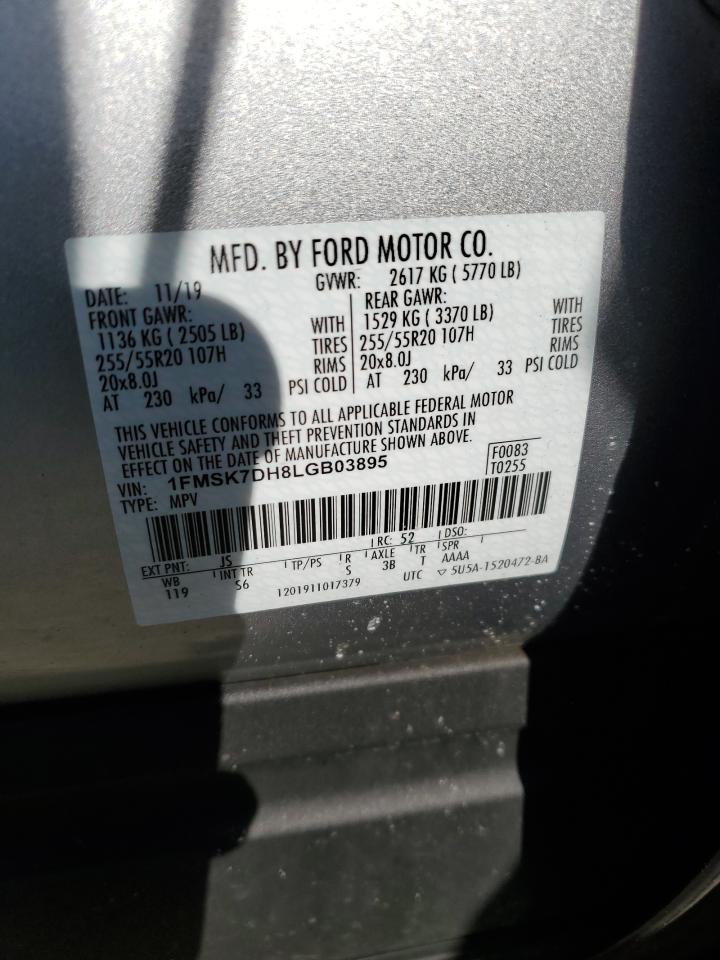 MFD. BY FORD MOTOR CO.
DATE: 11/19 GVWR: 2617 KG ( 5770 LB)
FRONT GAWR: REAR GAWR:
1136 KG ( 2505 LB) WITH 1529 KG ( 3370 LB) WITH
255/55R20 107H TIRES 255/55R20 107H TIRES
20x8.0J RIMS 20x8.0J RIMS
AT 230 kPa/ 33 PSI COLD AT 230 kPa/ 33 PSI COLD
THIS VEHICLE CONFORMS TO ALL APPLICABLE FEDERAL MOTOR
VEHICLE SAFETY AND THEFT PREVENTION STANDARDS IN
EFFECT ON THE DATE OF MANUFACTURE SHOWN ABOVE.
VIN: 1FMSK7DH8LGB03895 F0083
TYPE: MPV T0255
EXT PNT: JS RC: 52 DSO:
WB INT TR TP/PS R AXLE TR SPR
119 S6 S 3B T AAAA
1201911017379 UTC ▽ 5U5A-1520472-BA